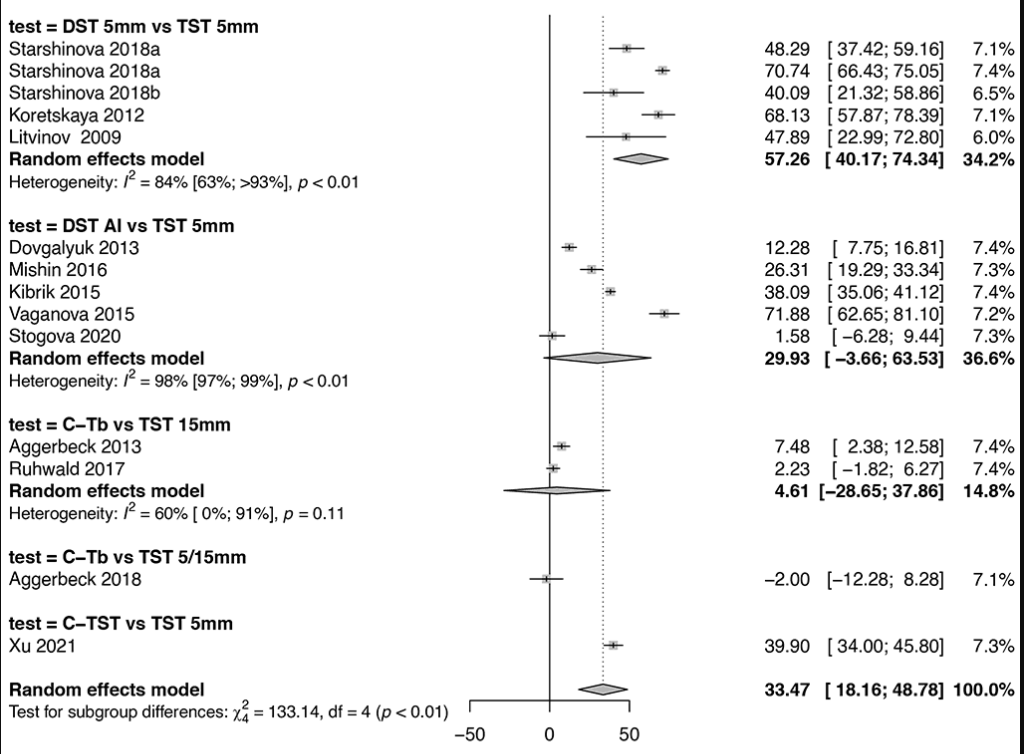 test = DST 5mm vs TST 5mm
Starshinova 2018a 48.29 [ 37.42; 59.16] 7.1%
Starshinova 2018a 70.74 [ 66.43; 75.05] 7.4%
Starshinova 2018b 40.09 [ 21.32; 58.86] 6.5%
Koretskaya 2012 68.13 [ 57.87; 78.39] 7.1%
Litvinov 2009 47.89 [ 22.99; 72.80] 6.0%
Random effects model 57.26 [ 40.17; 74.34] 34.2%
Heterogeneity: I² = 84% [63%; >93%], p < 0.01
test = DST AI vs TST 5mm
Dovgalyuk 2013 12.28 [ 7.75; 16.81] 7.4%
Mishin 2016 26.31 [ 19.29; 33.34] 7.3%
Kibrik 2015 38.09 [ 35.06; 41.12] 7.4%
Vaganova 2015 71.88 [ 62.65; 81.10] 7.2%
Stogova 2020 1.58 [ −6.28; 9.44] 7.3%
Random effects model 29.93 [ −3.66; 63.53] 36.6%
Heterogeneity: I² = 98% [97%; 99%], p < 0.01
test = C−Tb vs TST 15mm
Aggerbeck 2013 7.48 [ 2.38; 12.58] 7.4%
Ruhwald 2017 2.23 [ −1.82; 6.27] 7.4%
Random effects model 4.61 [−28.65; 37.86] 14.8%
Heterogeneity: I² = 60% [ 0%; 91%], p = 0.11
test = C−Tb vs TST 5/15mm
Aggerbeck 2018 −2.00 [−12.28; 8.28] 7.1%
test = C−TST vs TST 5mm
Xu 2021 39.90 [ 34.00; 45.80] 7.3%
Random effects model 33.47 [ 18.16; 48.78] 100.0%
Test for subgroup differences: χ²₄ = 133.14, df = 4 (p < 0.01)
−50 0 50